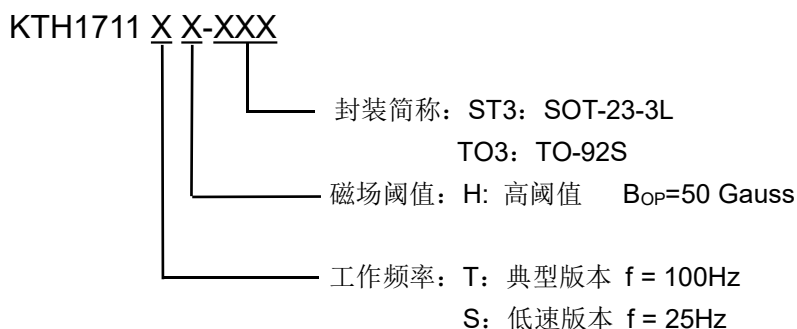 KTH1711 X X-XXX
封装简称：ST3：SOT-23-3L
TO3：TO-92S
磁场阈值：H: 高阈值 BOP=50 Gauss
工作频率：T：典型版本 f = 100Hz
S：低速版本 f = 25Hz